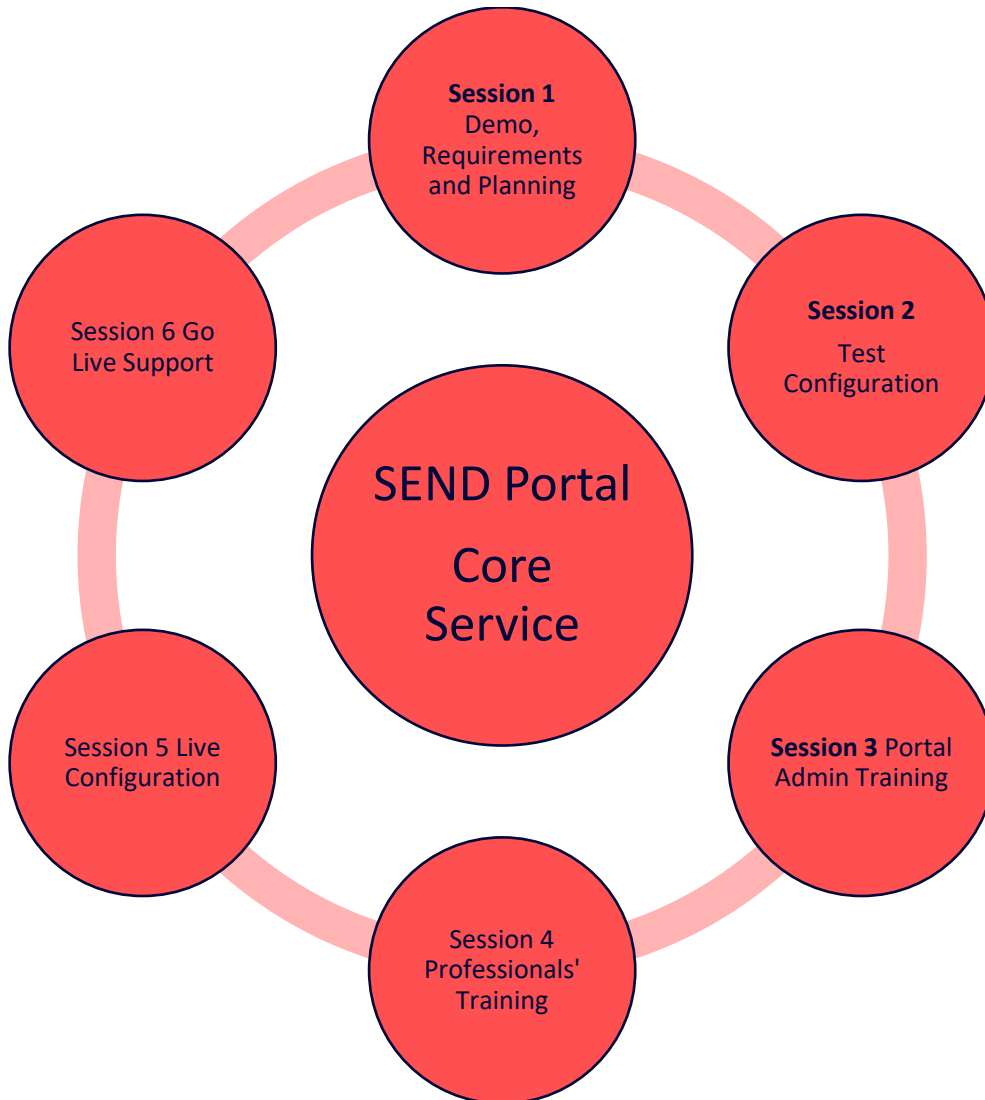 Session 1
Demo,
Requirements
and Planning
Session 2
Test
Configuration
Session 3 Portal
Admin Training
Session 4
Professionals'
Training
Session 5 Live
Configuration
Session 6 Go
Live Support
SEND Portal
Core
Service